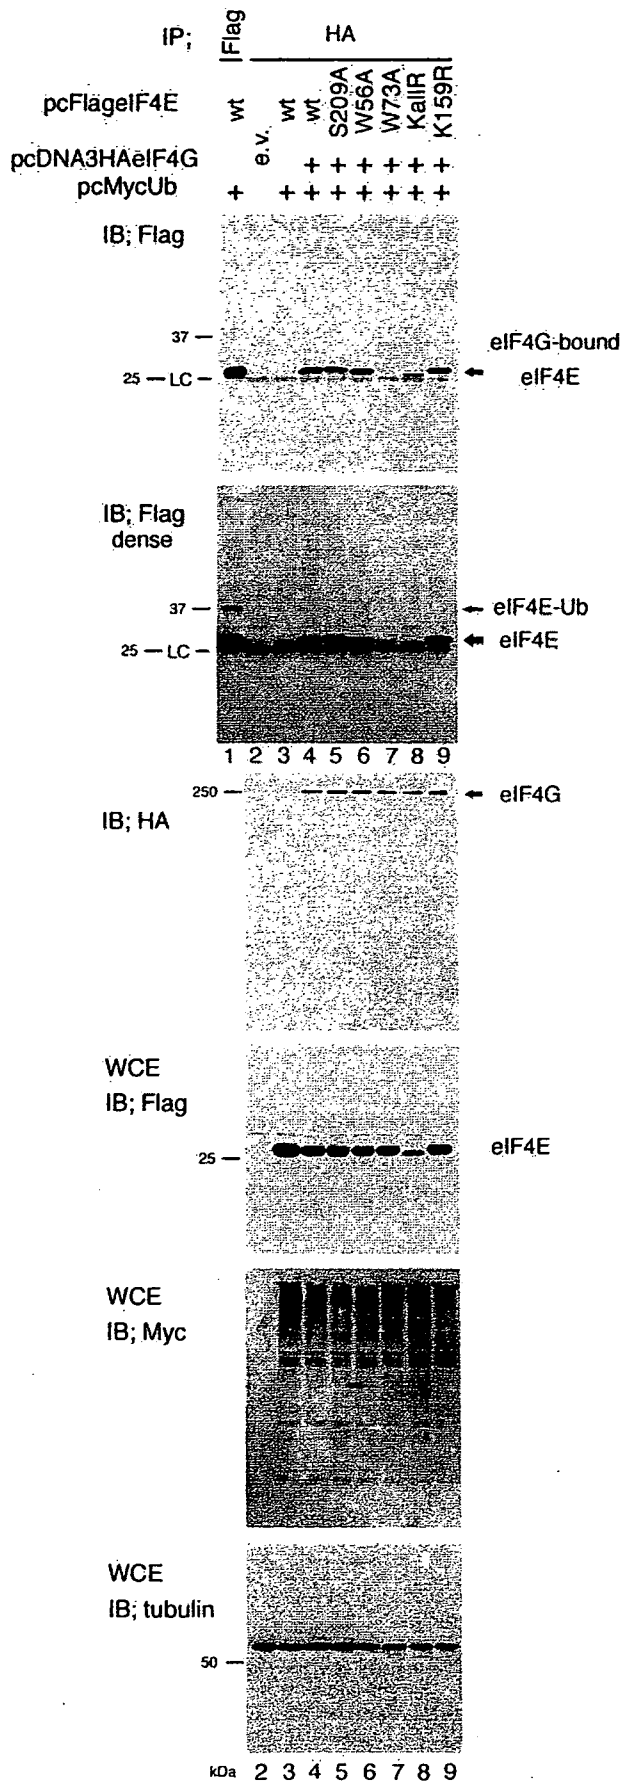 IP; Flag HA
pcFlageIF4E wt e.v. wt wt S209A W56A W73A KallR K159R
pcDNA3HAeIF4G + + + + + +
pcMycUb + + + + + + + +
IB; Flag
37
eIF4G-bound
25 LC
eIF4E
IB; Flag
dense
37
eIF4E-Ub
25 LC
eIF4E
1 2 3 4 5 6 7 8 9
250
eIF4G
IB; HA
WCE
IB; Flag
eIF4E
25
WCE
IB; Myc
WCE
IB; tubulin
50
kDa 2 3 4 5 6 7 8 9